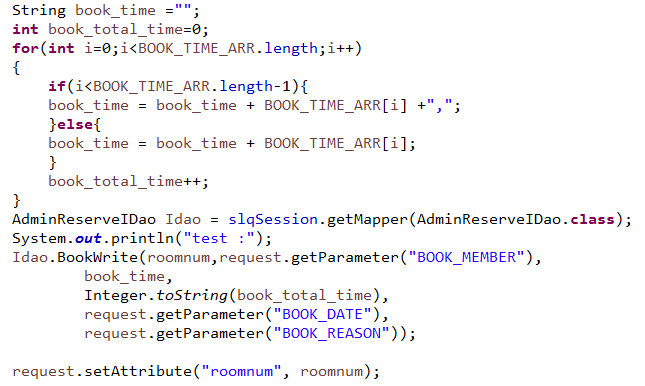 String book_time ="";
int book_total_time=0;
for(int i=0;i<BOOK_TIME_ARR.length;i++)
{
    if(i<BOOK_TIME_ARR.length-1){
    book_time = book_time + BOOK_TIME_ARR[i] +",";
    }else{
    book_time = book_time + BOOK_TIME_ARR[i];
    }
    book_total_time++;
}
AdminReserveIDao Idao = slqSession.getMapper(AdminReserveIDao.class);
System.out.println("test :");
Idao.BookWrite(roomnum,request.getParameter("BOOK_MEMBER"),
        book_time,
        Integer.toString(book_total_time),
        request.getParameter("BOOK_DATE"),
        request.getParameter("BOOK_REASON"));

request.setAttribute("roomnum", roomnum);